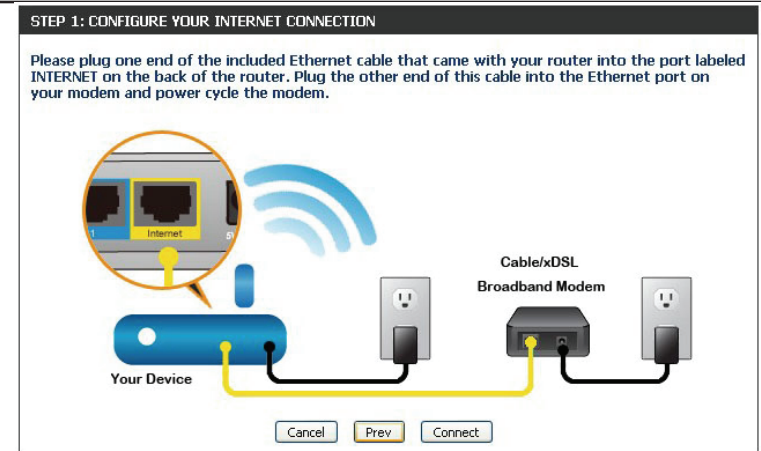 STEP 1: CONFIGURE YOUR INTERNET CONNECTION
Please plug one end of the included Ethernet cable that came with your router into the port labeled
INTERNET on the back of the router. Plug the other end of this cable into the Ethernet port on
your modem and power cycle the modem.
1
Internet
Cable/xDSL
Broadband Modem
Your Device
Cancel
Prev
Connect